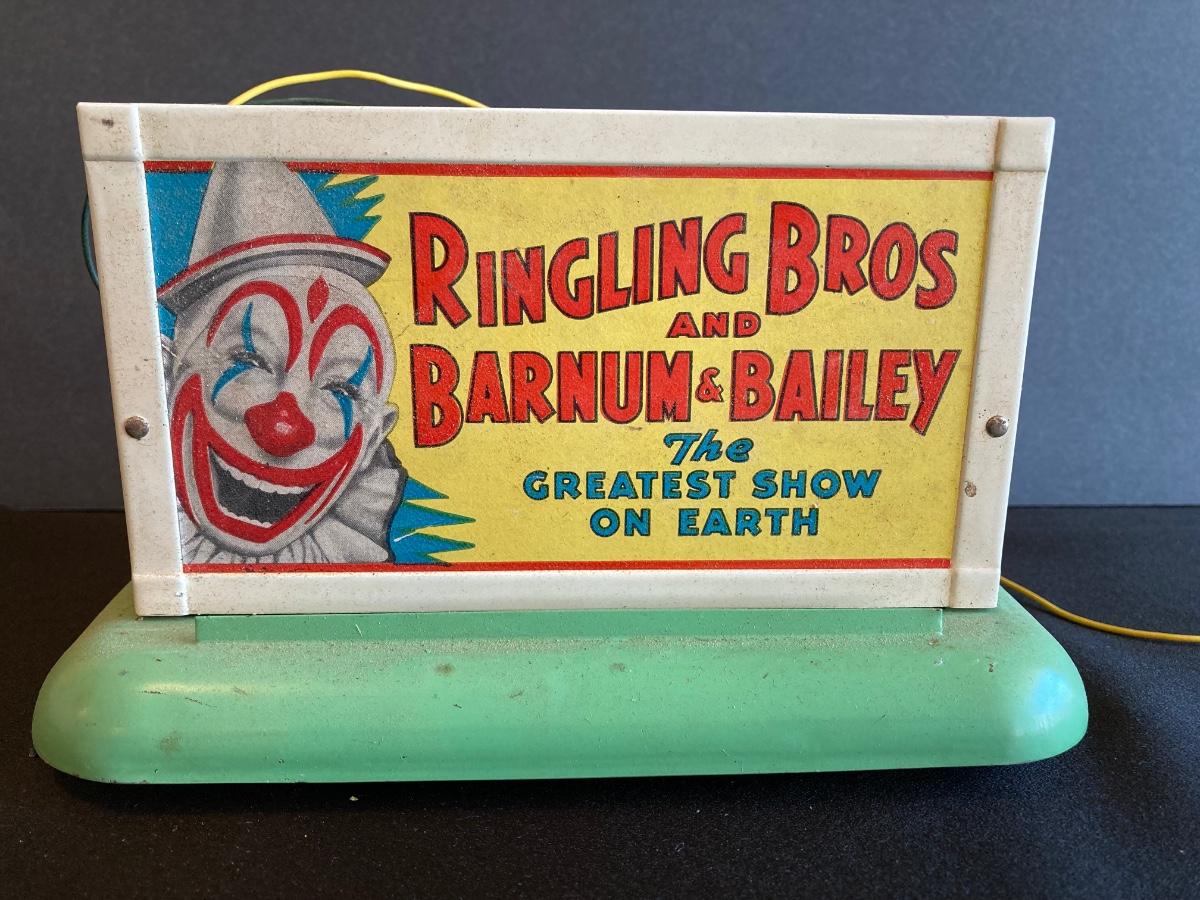 RINGLING BROS
AND
BARNUM & BAILEY
The
GREATEST SHOW
ON EARTH